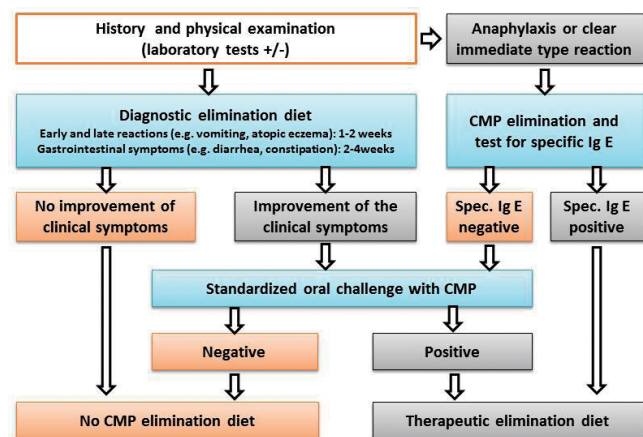 History and physical examination
(laboratory tests +/-)
Anaphylaxis or clear
immediate type reaction
Diagnostic elimination diet
Early and late reactions (e.g. vomiting, atopic eczema): 1-2 weeks
Gastrointestinal symptoms (e.g. diarrhea, constipation): 2-4weeks
CMP elimination and
test for specific Ig E
No improvement of
clinical symptoms
Improvement of the
clinical symptoms
Spec. Ig E
negative
Spec. Ig E
positive
Standardized oral challenge with CMP
Negative
Positive
No CMP elimination diet
Therapeutic elimination diet